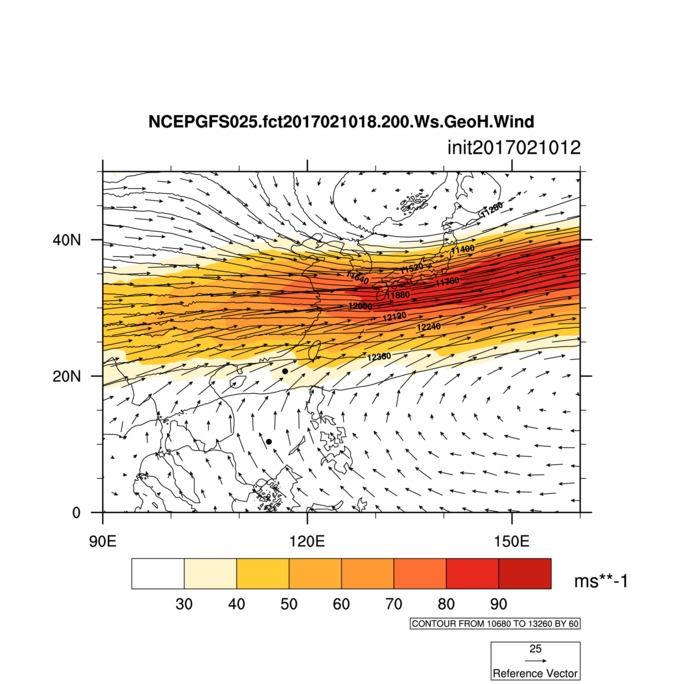 NCEPGFS025.fct2017021018.200.Ws.GeoH.Wind
init2017021012
11280
40N
11400
11520
11640
11760
11880
12000
12120
12240
12360
20N
0
90E 120E 150E
ms**-1
30 40 50 60 70 80 90
CONTOUR FROM 10680 TO 13260 BY 60
25
Reference Vector